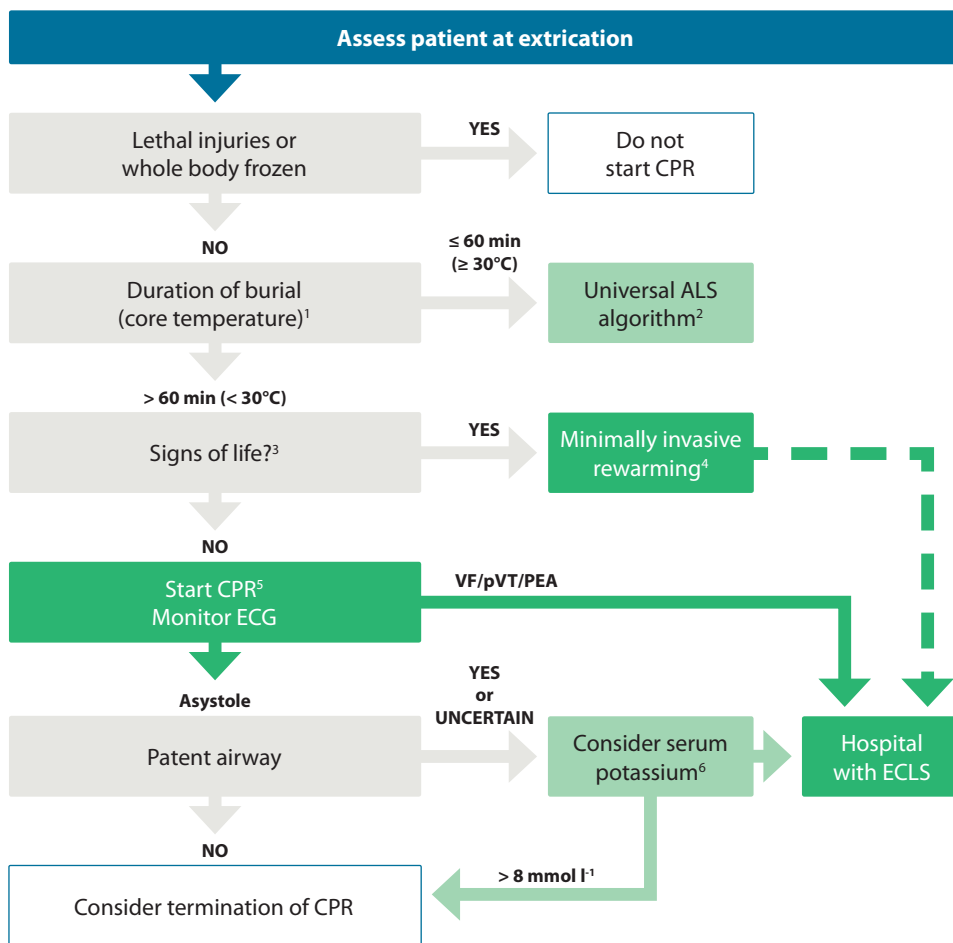 Assess patient at extrication
Lethal injuries or
whole body frozen
YES
Do not
start CPR
NO
≤ 60 min
(≥ 30°C)
Duration of burial
(core temperature)¹
Universal ALS
algorithm²
> 60 min (< 30°C)
Signs of life?³
YES
Minimally invasive
rewarming⁴
NO
Start CPR⁵
Monitor ECG
VF/pVT/PEA
Asystole
YES
or
UNCERTAIN
Patent airway
Consider serum
potassium⁶
Hospital
with ECLS
NO
> 8 mmol l⁻¹
Consider termination of CPR